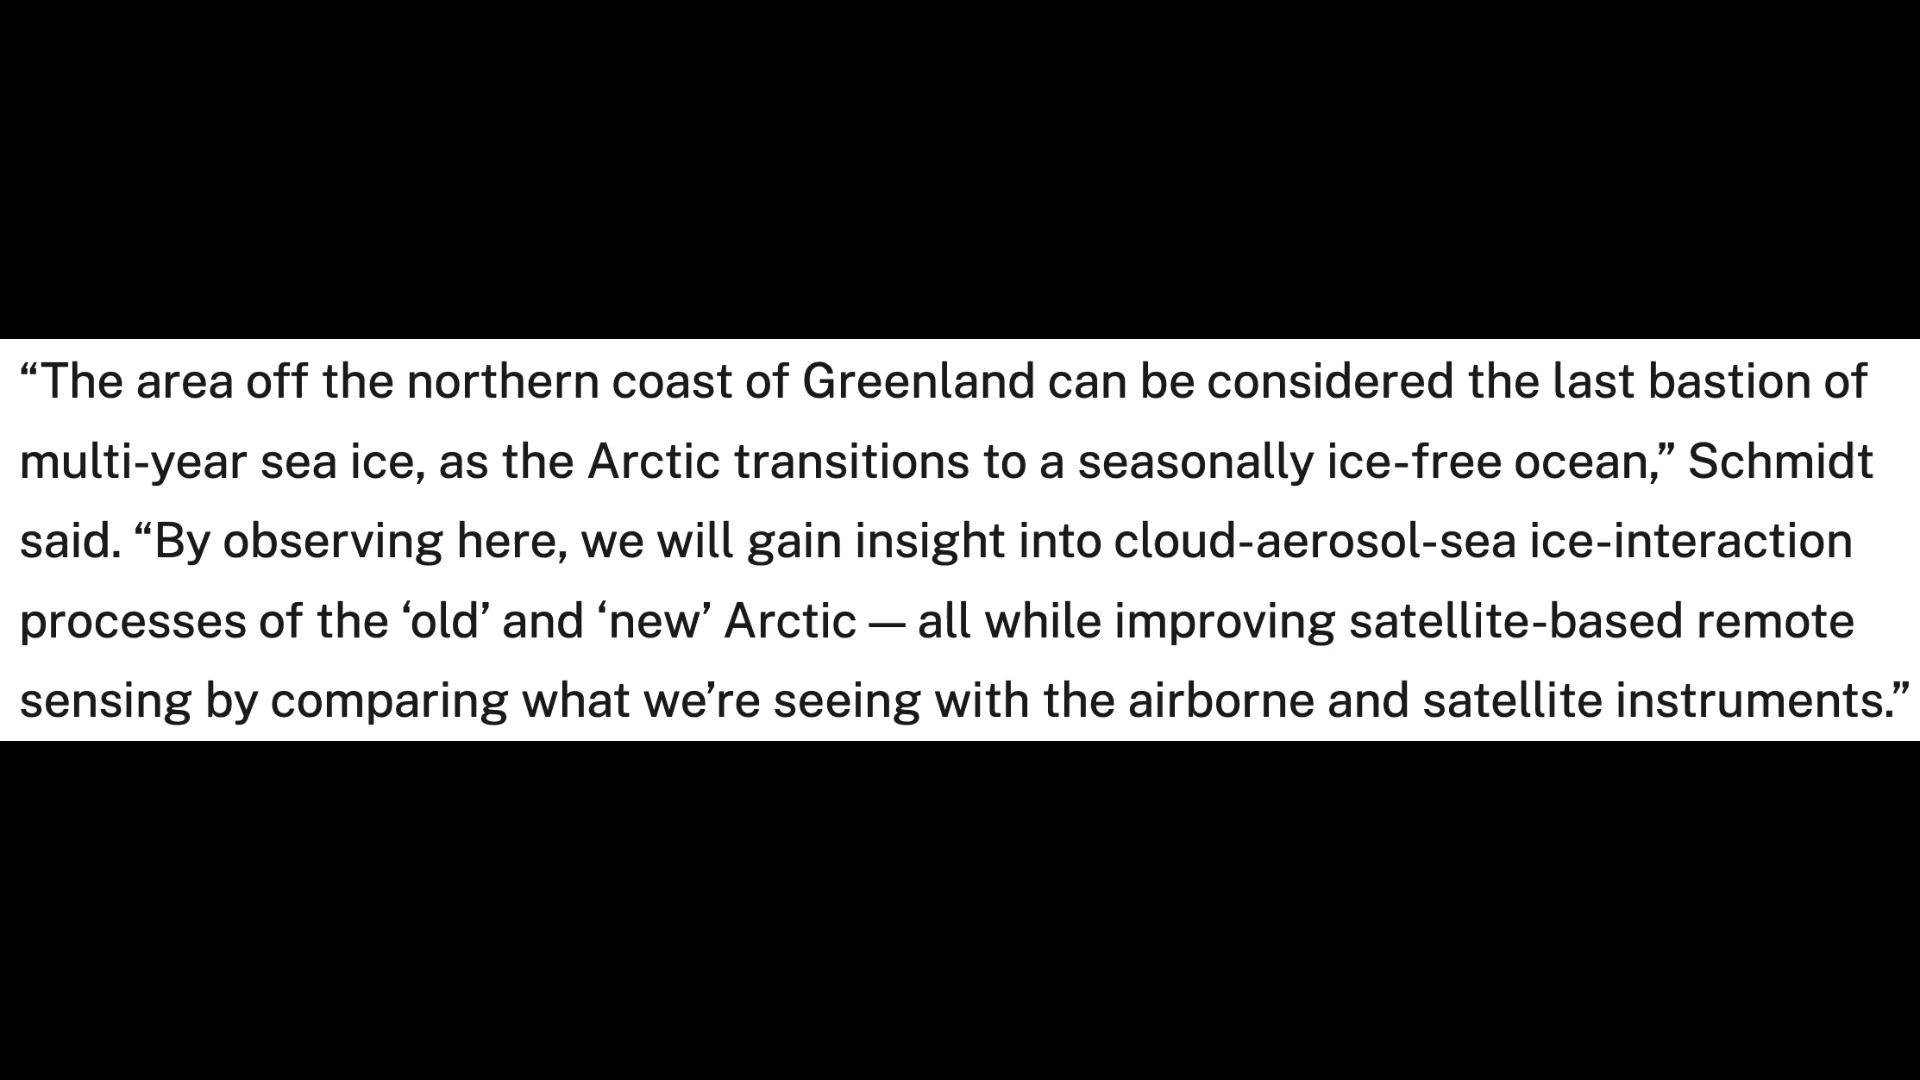 “The area off the northern coast of Greenland can be considered the last bastion of
multi-year sea ice, as the Arctic transitions to a seasonally ice-free ocean,” Schmidt
said. “By observing here, we will gain insight into cloud-aerosol-sea ice-interaction
processes of the ‘old’ and ‘new’ Arctic — all while improving satellite-based remote
sensing by comparing what we’re seeing with the airborne and satellite instruments.”